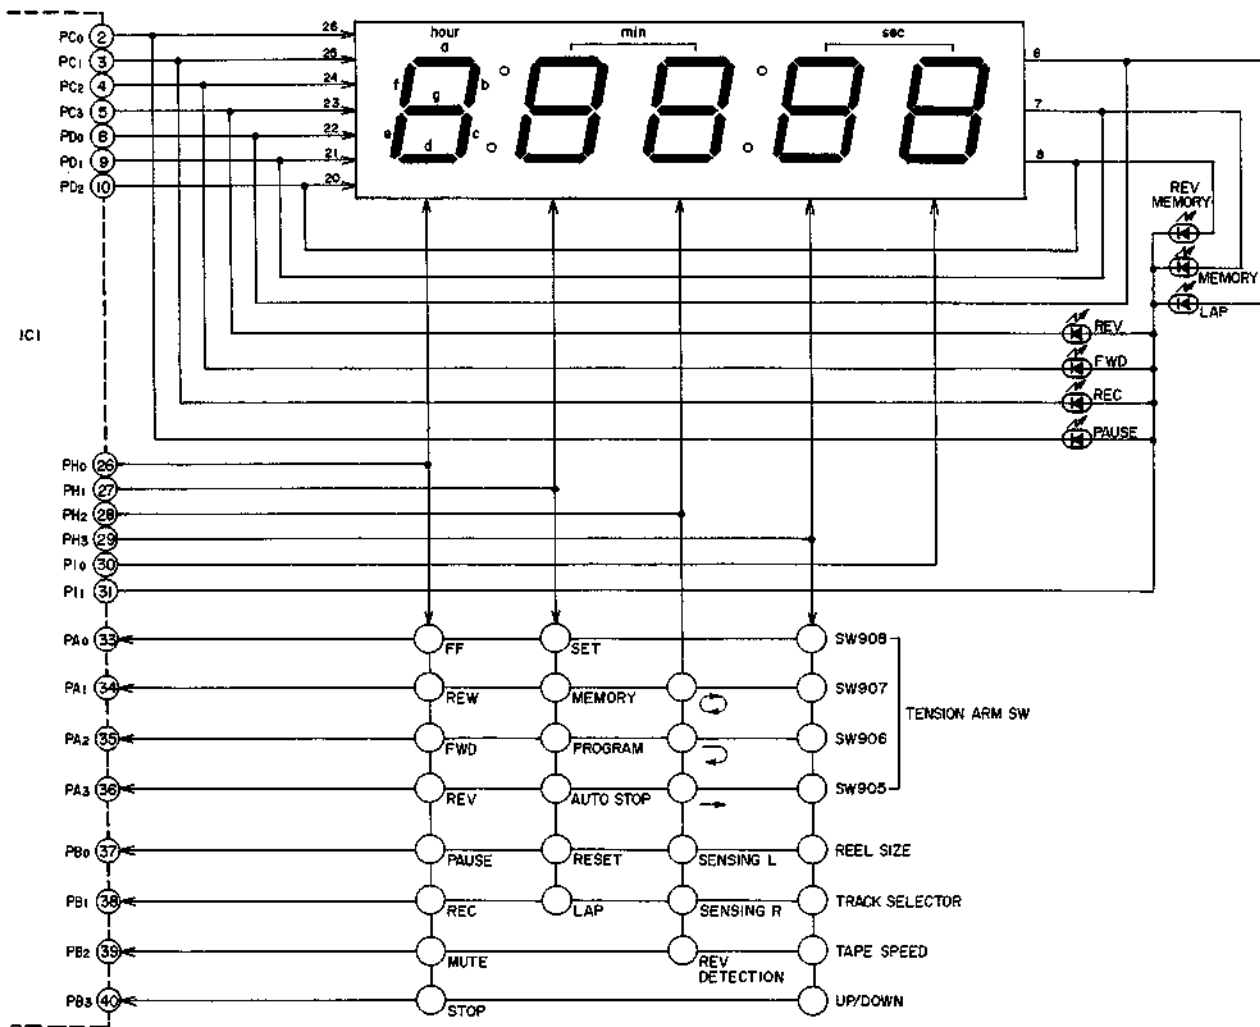 PC0 2 26 hour min sec
a
PC1 3 25 6
PC2 4 24 f b
g
PC3 5 23 7
PD0 8 22 e c
PD1 9 21 d 8
PD2 10 20
REV
MEMORY
MEMORY
LAP
IC1
REV
FWD
REC
PAUSE
PH0 26
PH1 27
PH2 28
PH3 29
PI0 30
PI1 31
PA0 33 FF SET SW908
PA1 34 REW MEMORY SW907
TENSION ARM SW
PA2 35 FWD PROGRAM SW906
PA3 36 REV AUTO STOP SW905
PB0 37 PAUSE RESET SENSING L REEL SIZE
PB1 38 REC LAP SENSING R TRACK SELECTOR
PB2 39 MUTE REV DETECTION TAPE SPEED
PB3 40 STOP UP/DOWN